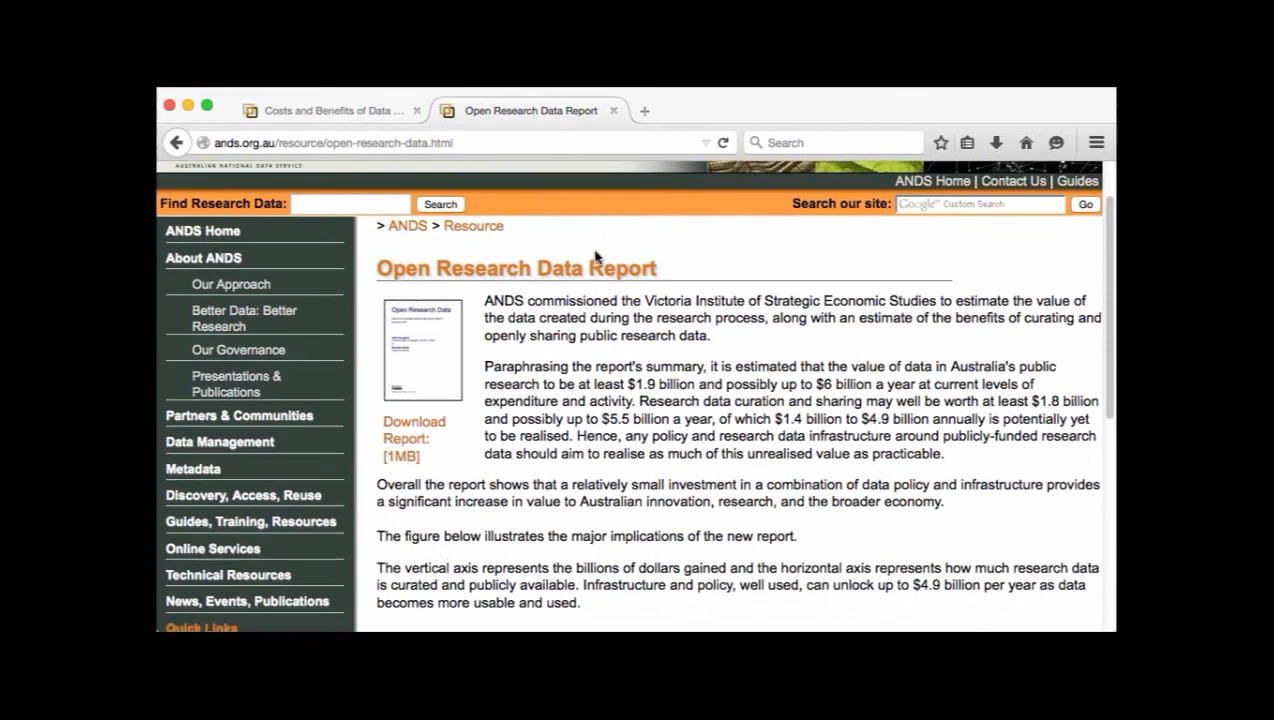 Costs and Benefits of Data ...
Open Research Data Report
ands.org.au/resource/open-research-data.html
Search
AUSTRALIAN NATIONAL DATA SERVICE
ANDS Home | Contact Us | Guides
Find Research Data:
Search
Search our site:
Google™ Custom Search
Go
ANDS Home
About ANDS
Our Approach
Better Data: Better
Research
Our Governance
Presentations &
Publications
Partners & Communities
Data Management
Metadata
Discovery, Access, Reuse
Guides, Training, Resources
Online Services
Technical Resources
News, Events, Publications
Quick Links
> ANDS > Resource
Open Research Data Report
Open Research Data
Download
Report:
[1MB]
ANDS commissioned the Victoria Institute of Strategic Economic Studies to estimate the value of
the data created during the research process, along with an estimate of the benefits of curating and
openly sharing public research data.
Paraphrasing the report's summary, it is estimated that the value of data in Australia's public
research to be at least $1.9 billion and possibly up to $6 billion a year at current levels of
expenditure and activity. Research data curation and sharing may well be worth at least $1.8 billion
and possibly up to $5.5 billion a year, of which $1.4 billion to $4.9 billion annually is potentially yet
to be realised. Hence, any policy and research data infrastructure around publicly-funded research
data should aim to realise as much of this unrealised value as practicable.
Overall the report shows that a relatively small investment in a combination of data policy and infrastructure provides
a significant increase in value to Australian innovation, research, and the broader economy.
The figure below illustrates the major implications of the new report.
The vertical axis represents the billions of dollars gained and the horizontal axis represents how much research data
is curated and publicly available. Infrastructure and policy, well used, can unlock up to $4.9 billion per year as data
becomes more usable and used.